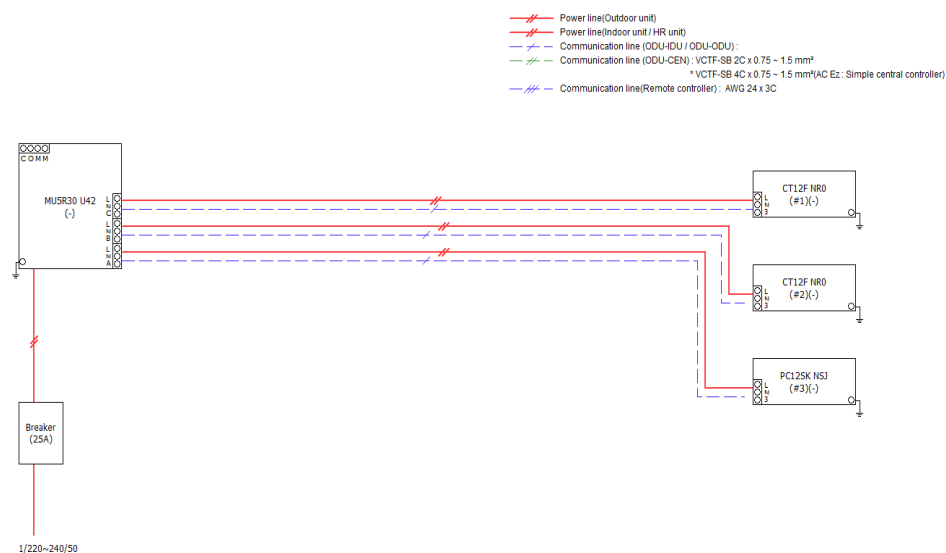 Power line(Outdoor unit)
Power line(Indoor unit / HR unit)
Communication line (ODU-IDU / ODU-ODU) :
Communication line (ODU-CEN) : VCTF-SB 2C x 0.75 ~ 1.5 mm²
* VCTF-SB 4C x 0.75 ~ 1.5 mm²(AC Ez : Simple central controller)
Communication line(Remote controller) : AWG 24 x 3C
COMM
MU5R30 U42
(-)
L
N
C
L
N
B
L
N
A
CT12F NR0
(#1)(-)
L
N
3
CT12F NR0
(#2)(-)
L
N
3
PC12SK NSJ
(#3)(-)
L
N
3
Breaker
(25A)
1/220~240/50